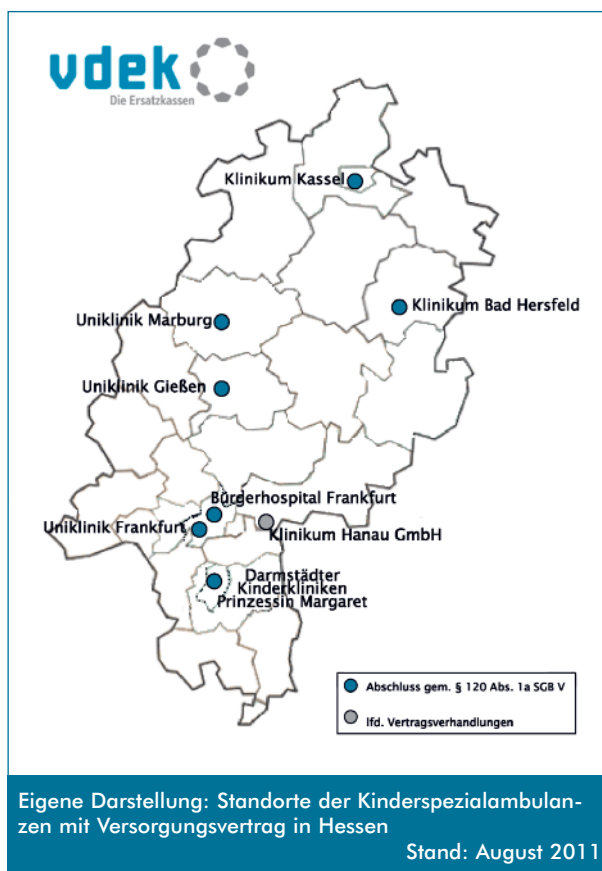 vdek
Die Ersatzkassen
Klinikum Kassel
Klinikum Bad Hersfeld
Uniklinik Marburg
Uniklinik Gießen
Bürgerhospital Frankfurt
Uniklinik Frankfurt
Klinikum Hanau GmbH
Darmstädter
Kinderkliniken
Prinzessin Margaret
Abschluss gem. § 120 Abs. 1a SGB V
lfd. Vertragsverhandlungen
Eigene Darstellung: Standorte der Kinderspezialambulan-
zen mit Versorgungsvertrag in Hessen
Stand: August 2011